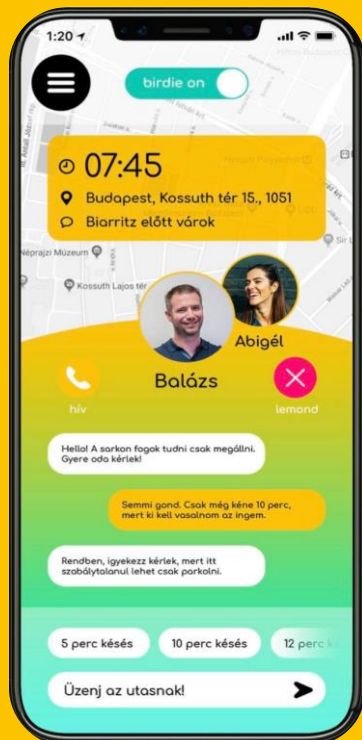 1:20
birdie on
07:45
Budapest, Kossuth tér 15., 1051
Biarritz előtt várok
Néprajzi Múzeum
Kossuth Lajos tér
Abigél
Balázs
hív
lemond
Hello! A sarkon fogok tudni csak megállni.
Gyere oda kérlek!
Semmi gond. Csak még kéne 10 perc,
mert ki kell vasalnom az ingem.
Rendben, igyekezz kérlek, mert itt
szabálytalanul lehet csak parkolni.
5 perc késés
10 perc késés
12 perc
Üzenj az utasnak!